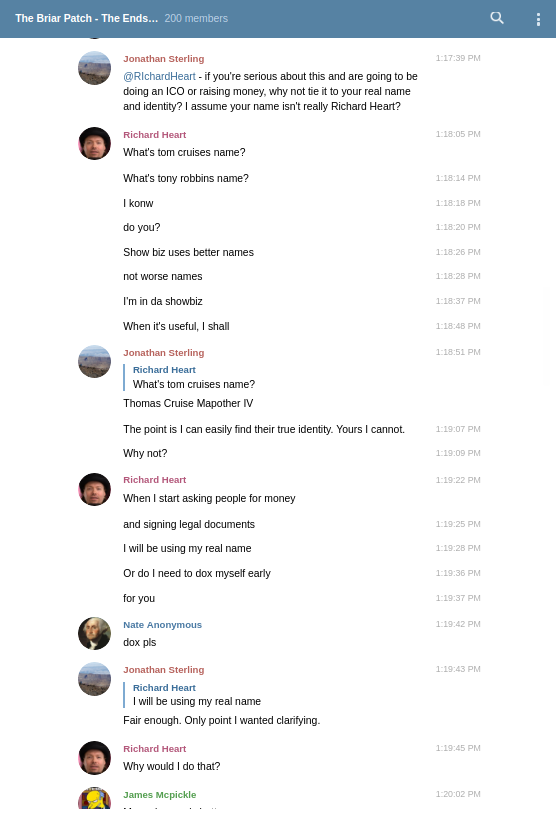 The Briar Patch - The Ends... 200 members
Jonathan Sterling 1:17:39 PM
@RIchardHeart - if you're serious about this and are going to be
doing an ICO or raising money, why not tie it to your real name
and identity? I assume your name isn't really Richard Heart?
Richard Heart 1:18:05 PM
What's tom cruises name?
What's tony robbins name? 1:18:14 PM
I konw 1:18:18 PM
do you? 1:18:20 PM
Show biz uses better names 1:18:26 PM
not worse names 1:18:28 PM
I'm in da showbiz 1:18:37 PM
When it's useful, I shall 1:18:48 PM
Jonathan Sterling 1:18:51 PM
Richard Heart
What's tom cruises name?
Thomas Cruise Mapother IV
The point is I can easily find their true identity. Yours I cannot. 1:19:07 PM
Why not? 1:19:09 PM
Richard Heart 1:19:22 PM
When I start asking people for money
and signing legal documents 1:19:25 PM
I will be using my real name 1:19:28 PM
Or do I need to dox myself early 1:19:36 PM
for you 1:19:37 PM
Nate Anonymous 1:19:42 PM
dox pls
Jonathan Sterling 1:19:43 PM
Richard Heart
I will be using my real name
Fair enough. Only point I wanted clarifying.
Richard Heart 1:19:45 PM
Why would I do that?
James Mcpickle 1:20:02 PM